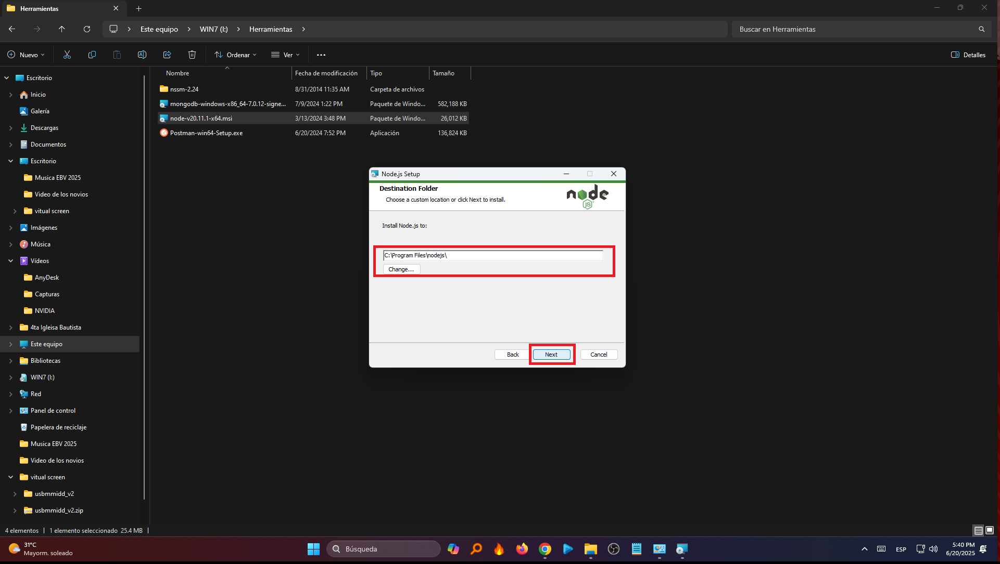 Herramientas
Este equipo
WIN7 (I:)
Herramientas
Buscar en Herramientas
Nuevo
Ordenar
Ver
Detalles
Nombre Fecha de modificación Tipo Tamaño
nssm-2.24 8/31/2014 11:35 AM Carpeta de archivos
mongodb-windows-x86_64-7.0.12-signe... 7/9/2024 1:22 PM Paquete de Windo... 582,188 KB
node-v20.11.1-x64.msi 3/13/2024 3:48 PM Paquete de Windo... 26,012 KB
Postman-win64-Setup.exe 6/20/2024 7:52 PM Aplicación 136,824 KB
Escritorio
Inicio
Galería
Descargas
Documentos
Escritorio
Musica EBV 2025
Video de los novios
vitual screen
Imágenes
Música
Vídeos
AnyDesk
Capturas
NVIDIA
4ta Igleisa Bautista
Este equipo
Bibliotecas
WIN7 (I:)
Red
Panel de control
Papelera de reciclaje
Musica EBV 2025
Video de los novios
vitual screen
usbmmidd_v2
usbmmidd_v2.zip
Node.js Setup
Destination Folder
Choose a custom location or click Next to install.
node
JS
Install Node.js to:
C:\Program Files\nodejs\
Change...
Back
Next
Cancel
4 elementos
1 elemento seleccionado 25.4 MB
31°C
Mayorm. soleado
Búsqueda
ESP
5:40 PM
6/20/2025